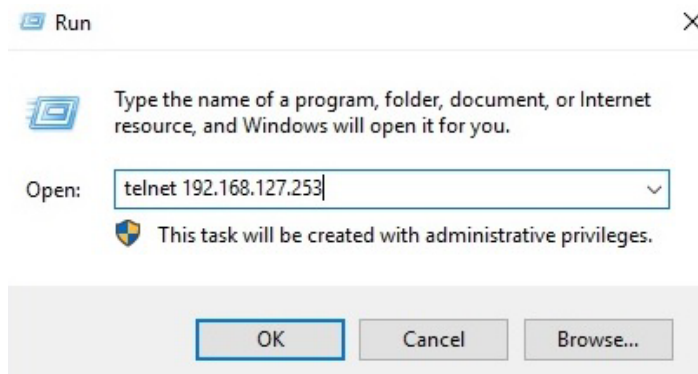 Run
Type the name of a program, folder, document, or Internet
resource, and Windows will open it for you.
Open: telnet 192.168.127.253
This task will be created with administrative privileges.
OK Cancel Browse...